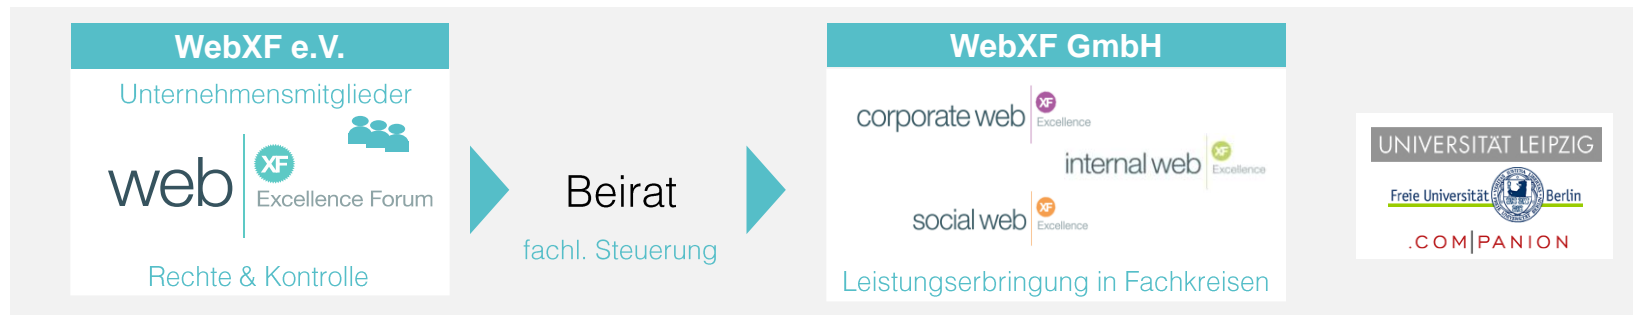 WebXF e.V.
Unternehmensmitglieder
web
XF
Excellence Forum
Rechte & Kontrolle
Beirat
fachl. Steuerung
WebXF GmbH
corporate web
XF
Excellence
internal web
XF
Excellence
social web
XF
Excellence
Leistungserbringung in Fachkreisen
UNIVERSITÄT LEIPZIG
Freie Universität Berlin
.COM|PANION